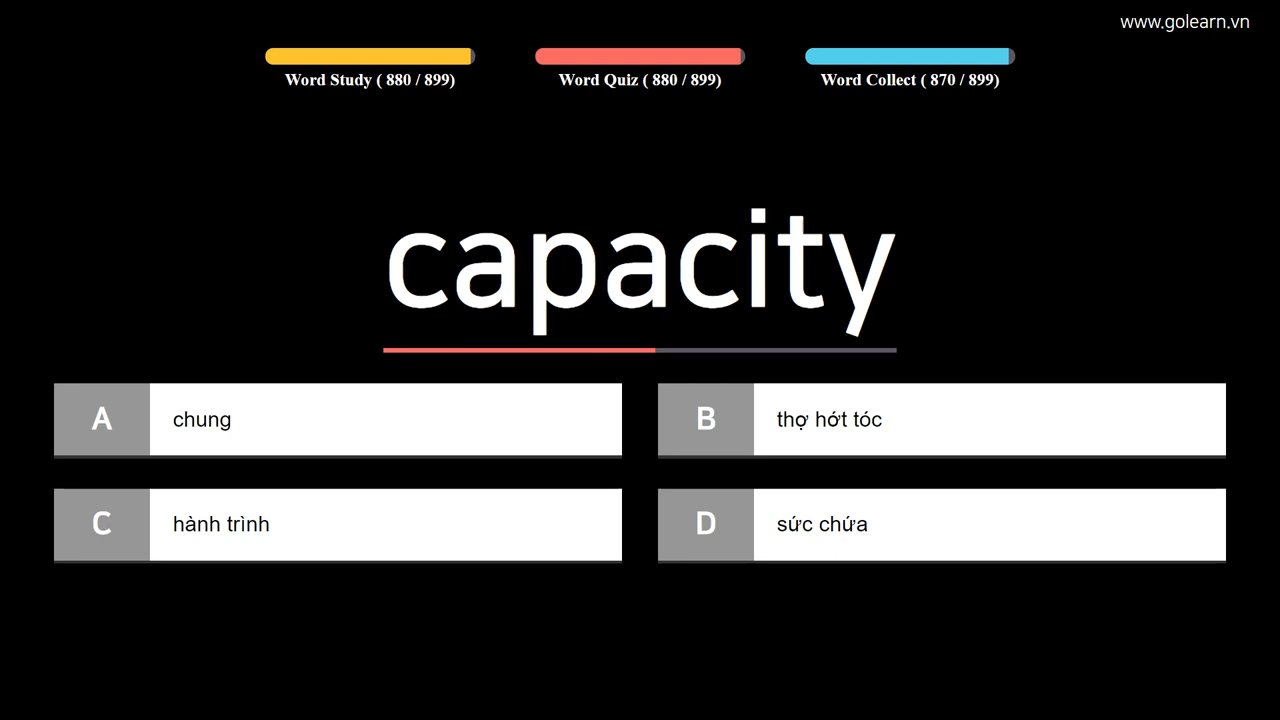 www.golearn.vn
Word Study ( 880 / 899) Word Quiz ( 880 / 899) Word Collect ( 870 / 899)
capacity
A chung
B thợ hớt tóc
C hành trình
D sức chứa